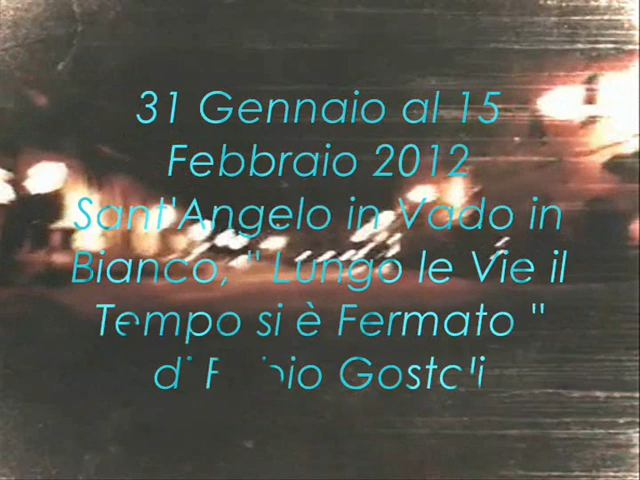 31 Gennaio al 15
Febbraio 2012
Sant'Angelo in Vado in
Bianco, " Lungo le Vie il
Tempo si è Fermato "
di